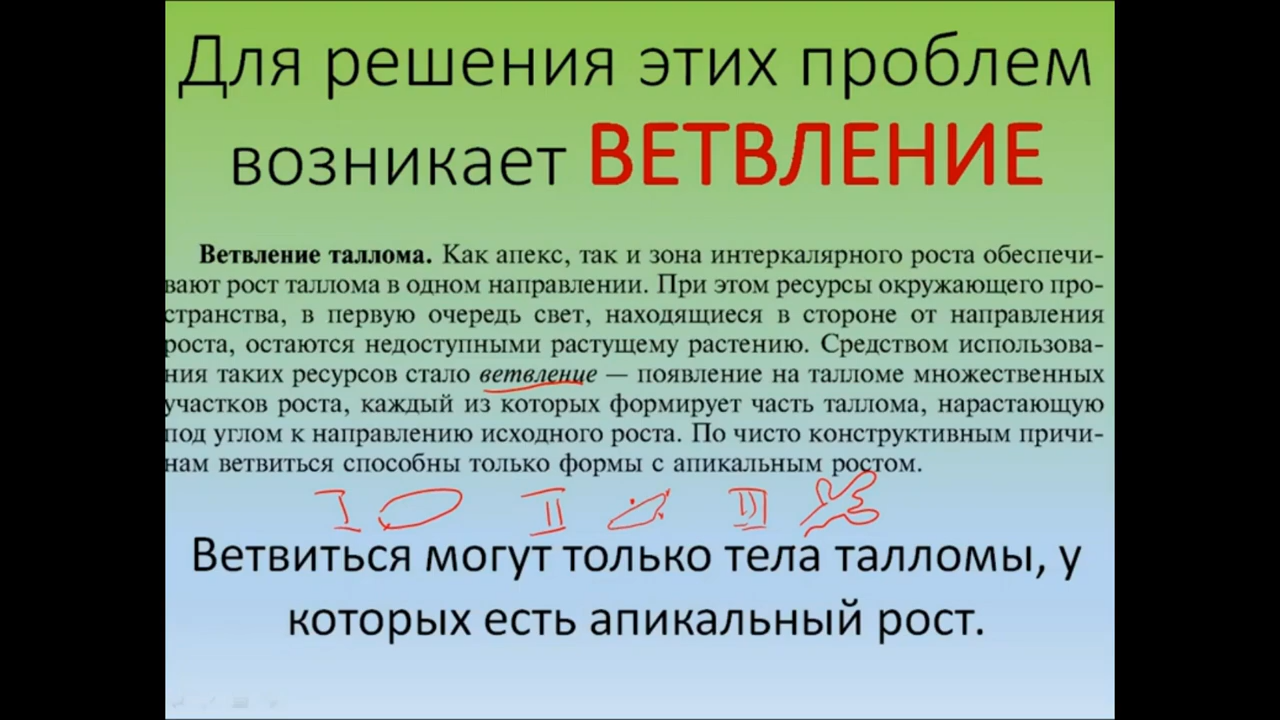 Для решения этих проблем
возникает ВЕТВЛЕНИЕ
Ветвление таллома. Как апекс, так и зона интеркалярного роста обеспечи-
вают рост таллома в одном направлении. При этом ресурсы окружающего про-
странства, в первую очередь свет, находящиеся в стороне от направления
роста, остаются недоступными растущему растению. Средством использова-
ния таких ресурсов стало ветвление — появление на талломе множественных
участков роста, каждый из которых формирует часть таллома, нарастающую
под углом к направлению исходного роста. По чисто конструктивным причи-
нам ветвиться способны только формы с апикальным ростом.
I II III
Ветвиться могут только тела талломы, у
которых есть апикальный рост.